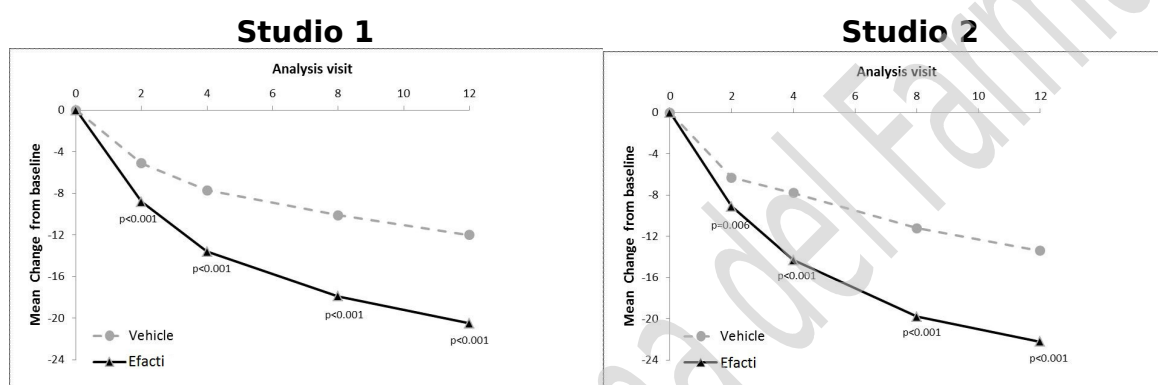 Studio 1
Analysis visit
0 2 4 6 8 10 12
0
-4
-8
-12
-16
-20
-24
Mean Change from baseline
p<0.001
p<0.001
p<0.001
p<0.001
Vehicle
Efacti
Studio 2
Analysis visit
0 2 4 6 8 10 12
0
-4
-8
-12
-16
-20
-24
Mean Change from baseline
p=0.006
p<0.001
p<0.001
p<0.001
Vehicle
Efacti
del